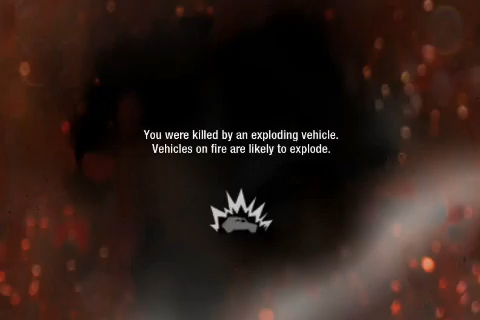 You were killed by an exploding vehicle.
Vehicles on fire are likely to explode.